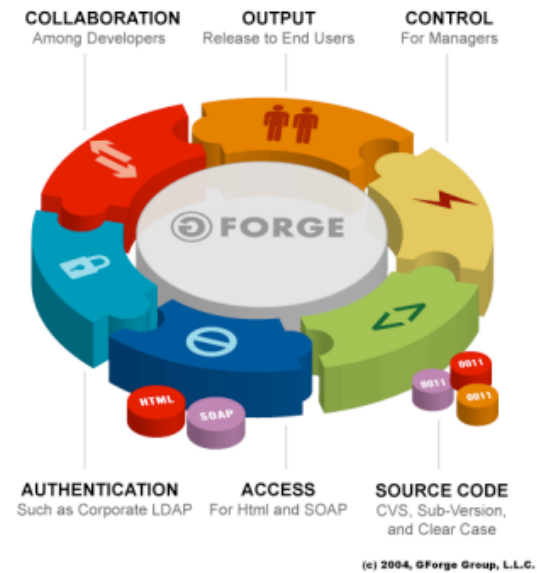 COLLABORATION
Among Developers
OUTPUT
Release to End Users
CONTROL
For Managers
G FORGE
HTML
SOAP
0011
0011
0011
AUTHENTICATION
Such as Corporate LDAP
ACCESS
For Html and SOAP
SOURCE CODE
CVS, Sub-Version,
and Clear Case
(c) 2004, GForge Group, L.L.C.